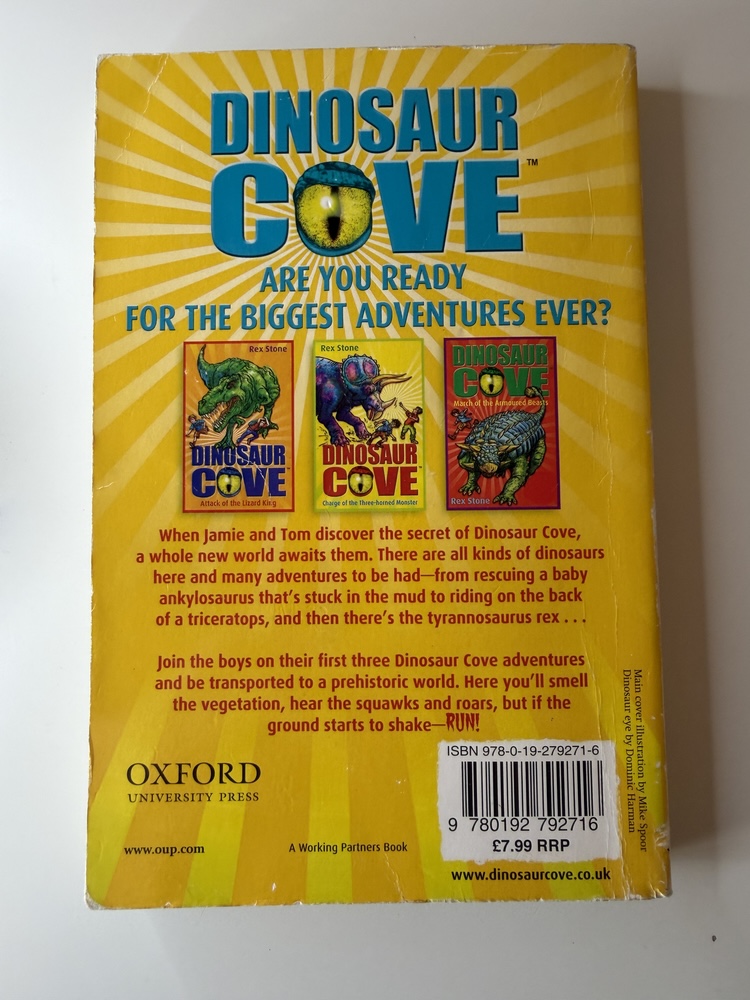 DINOSAUR
COVE™
ARE YOU READY
FOR THE BIGGEST ADVENTURES EVER?
Rex Stone
DINOSAUR
COVE™
Attack of the Lizard King
Rex Stone
DINOSAUR
COVE™
Charge of the Three-horned Monster
DINOSAUR
COVE
March of the Armoured Beasts
Rex Stone
When Jamie and Tom discover the secret of Dinosaur Cove,
a whole new world awaits them. There are all kinds of dinosaurs
here and many adventures to be had—from rescuing a baby
ankylosaurus that's stuck in the mud to riding on the back
of a triceratops, and then there's the tyrannosaurus rex . . .
Join the boys on their first three Dinosaur Cove adventures
and be transported to a prehistoric world. Here you'll smell
the vegetation, hear the squawks and roars, but if the
ground starts to shake—RUN!
OXFORD
UNIVERSITY PRESS
www.oup.com
A Working Partners Book
ISBN 978-0-19-279271-6
9 780192 792716
£7.99 RRP
www.dinosaurcove.co.uk
Main cover illustration by Mike Spoor
Dinosaur eye by Dominic Harman